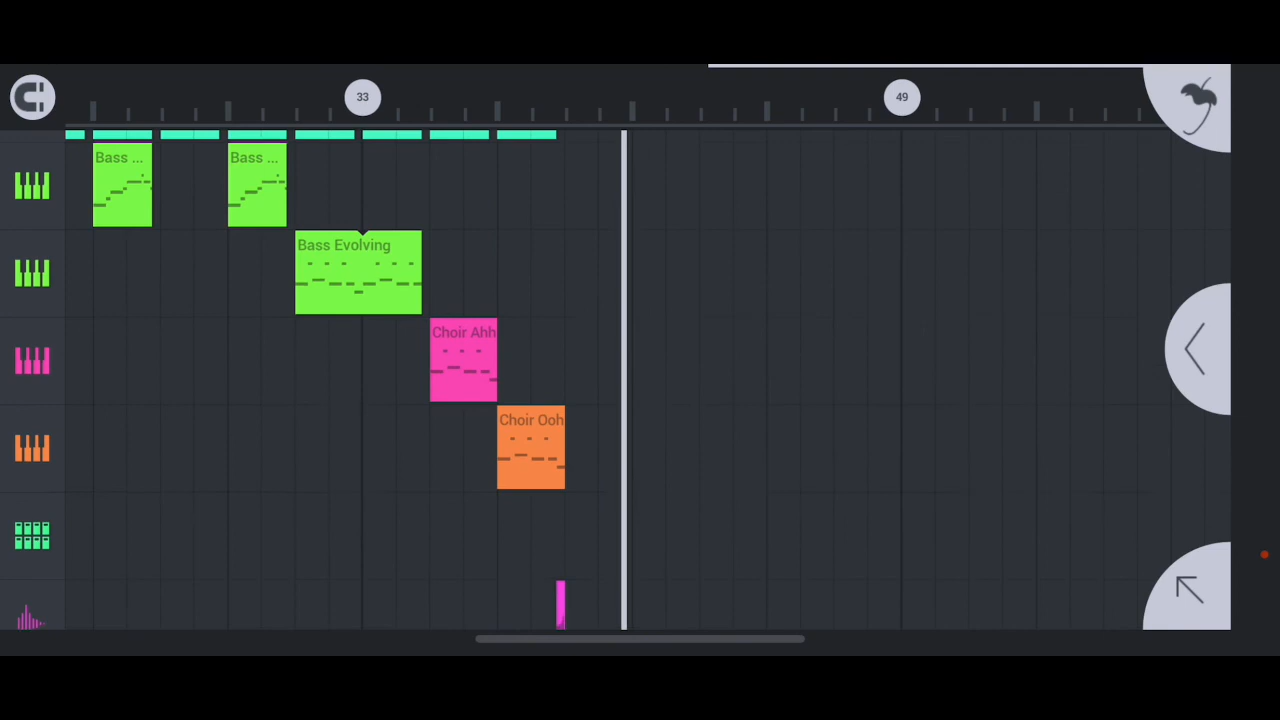 33
49
Bass ...
Bass ...
Bass Evolving
Choir Ahh
Choir Ooh